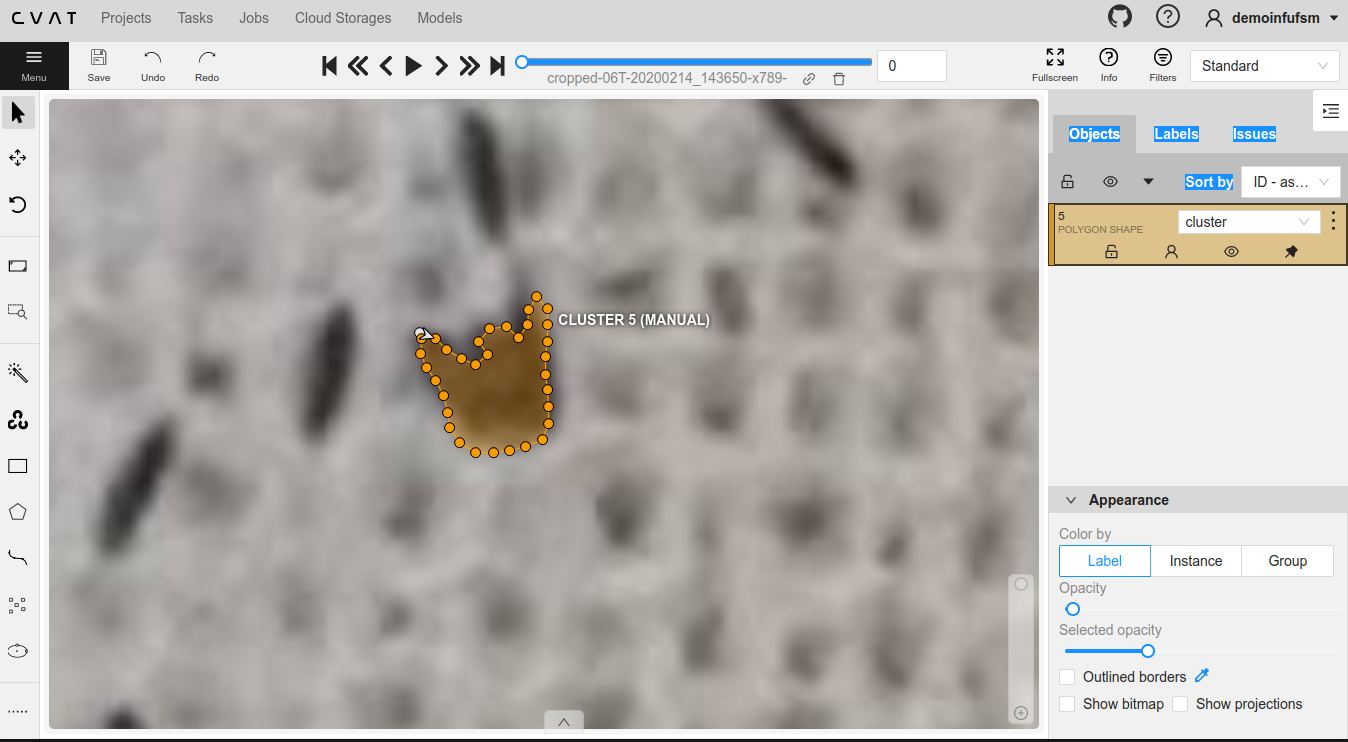 CVAT Projects Tasks Jobs Cloud Storages Models demoinfufsm
Menu Save Undo Redo 0 Fullscreen Info Filters Standard
cropped-06T-20200214_143650-x789-
Objects Labels Issues
Sort by ID - as...
5 cluster
POLYGON SHAPE
CLUSTER 5 (MANUAL)
Appearance
Color by
Label Instance Group
Opacity
Selected opacity
Outlined borders
Show bitmap Show projections